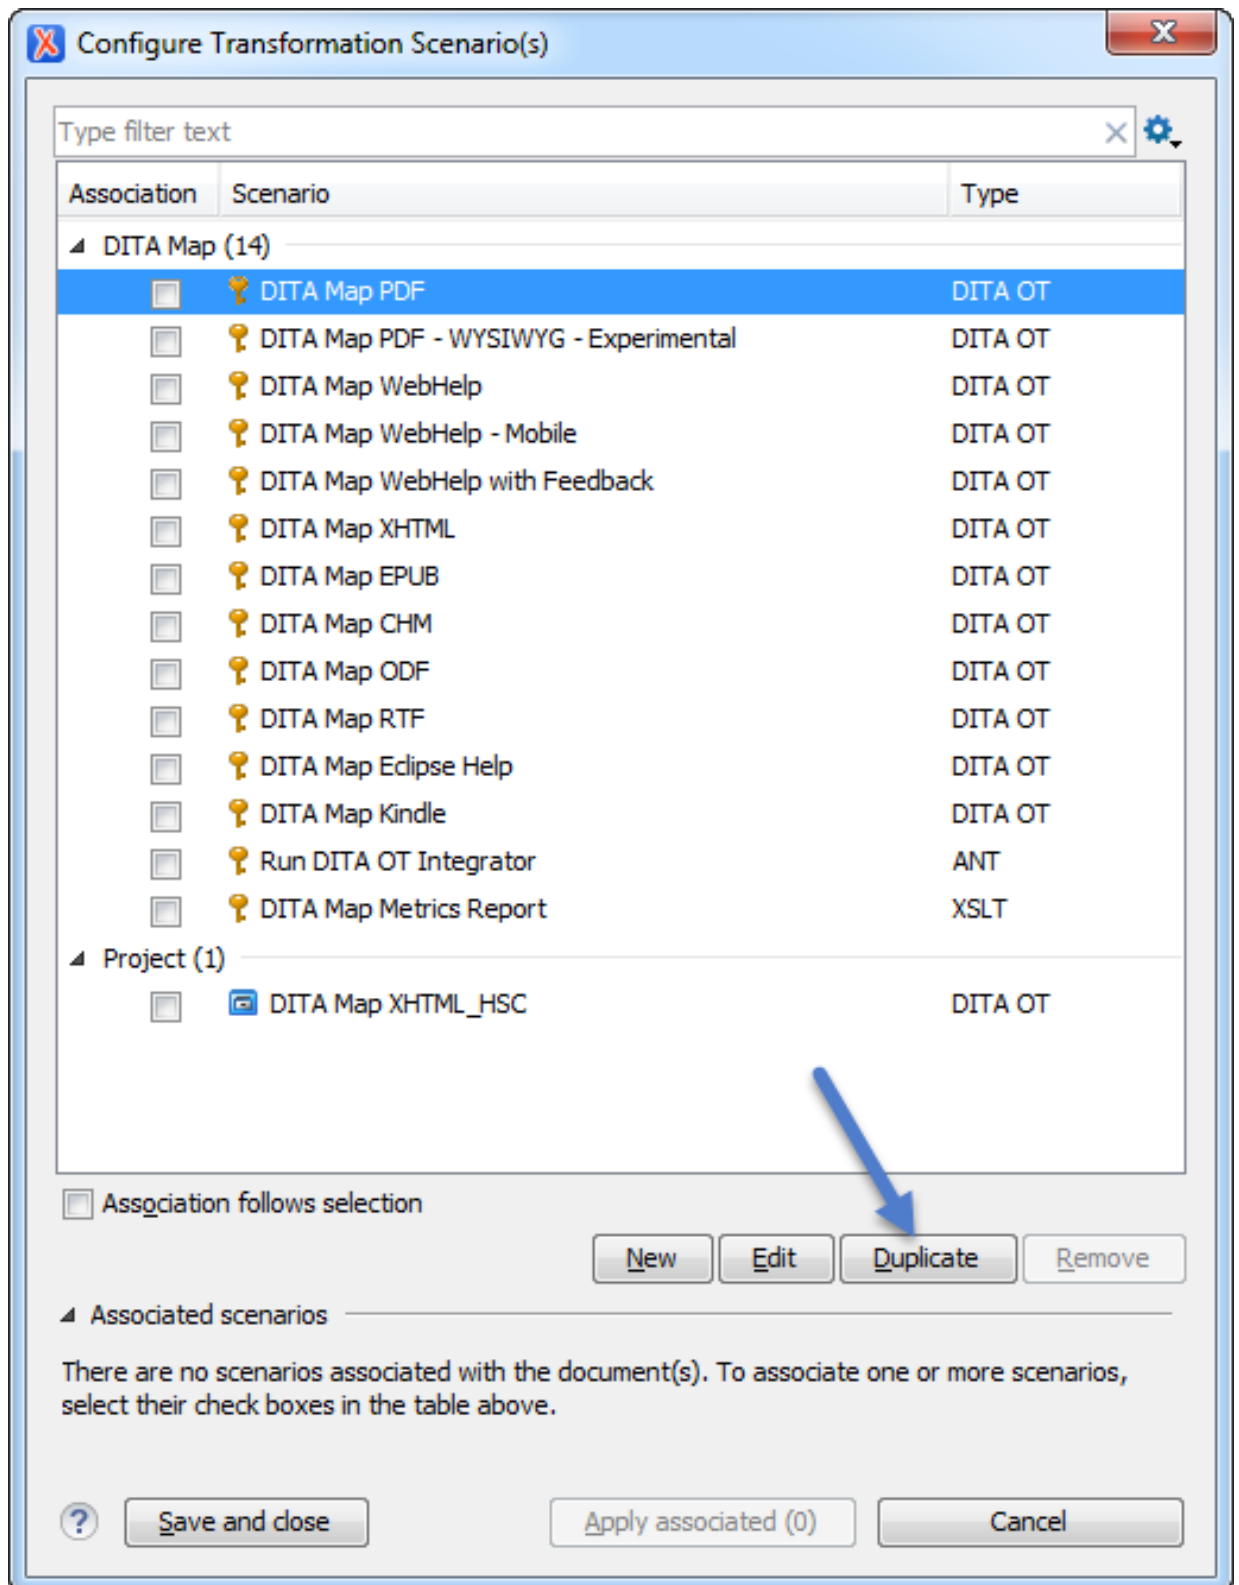 Configure Transformation Scenario(s)
Type filter text
Association Scenario Type
DITA Map (14)
DITA Map PDF DITA OT
DITA Map PDF - WYSIWYG - Experimental DITA OT
DITA Map WebHelp DITA OT
DITA Map WebHelp - Mobile DITA OT
DITA Map WebHelp with Feedback DITA OT
DITA Map XHTML DITA OT
DITA Map EPUB DITA OT
DITA Map CHM DITA OT
DITA Map ODF DITA OT
DITA Map RTF DITA OT
DITA Map Eclipse Help DITA OT
DITA Map Kindle DITA OT
Run DITA OT Integrator ANT
DITA Map Metrics Report XSLT
Project (1)
DITA Map XHTML_HSC DITA OT
Association follows selection
New Edit Duplicate Remove
Associated scenarios
There are no scenarios associated with the document(s). To associate one or more scenarios,
select their check boxes in the table above.
? Save and close Apply associated (0) Cancel